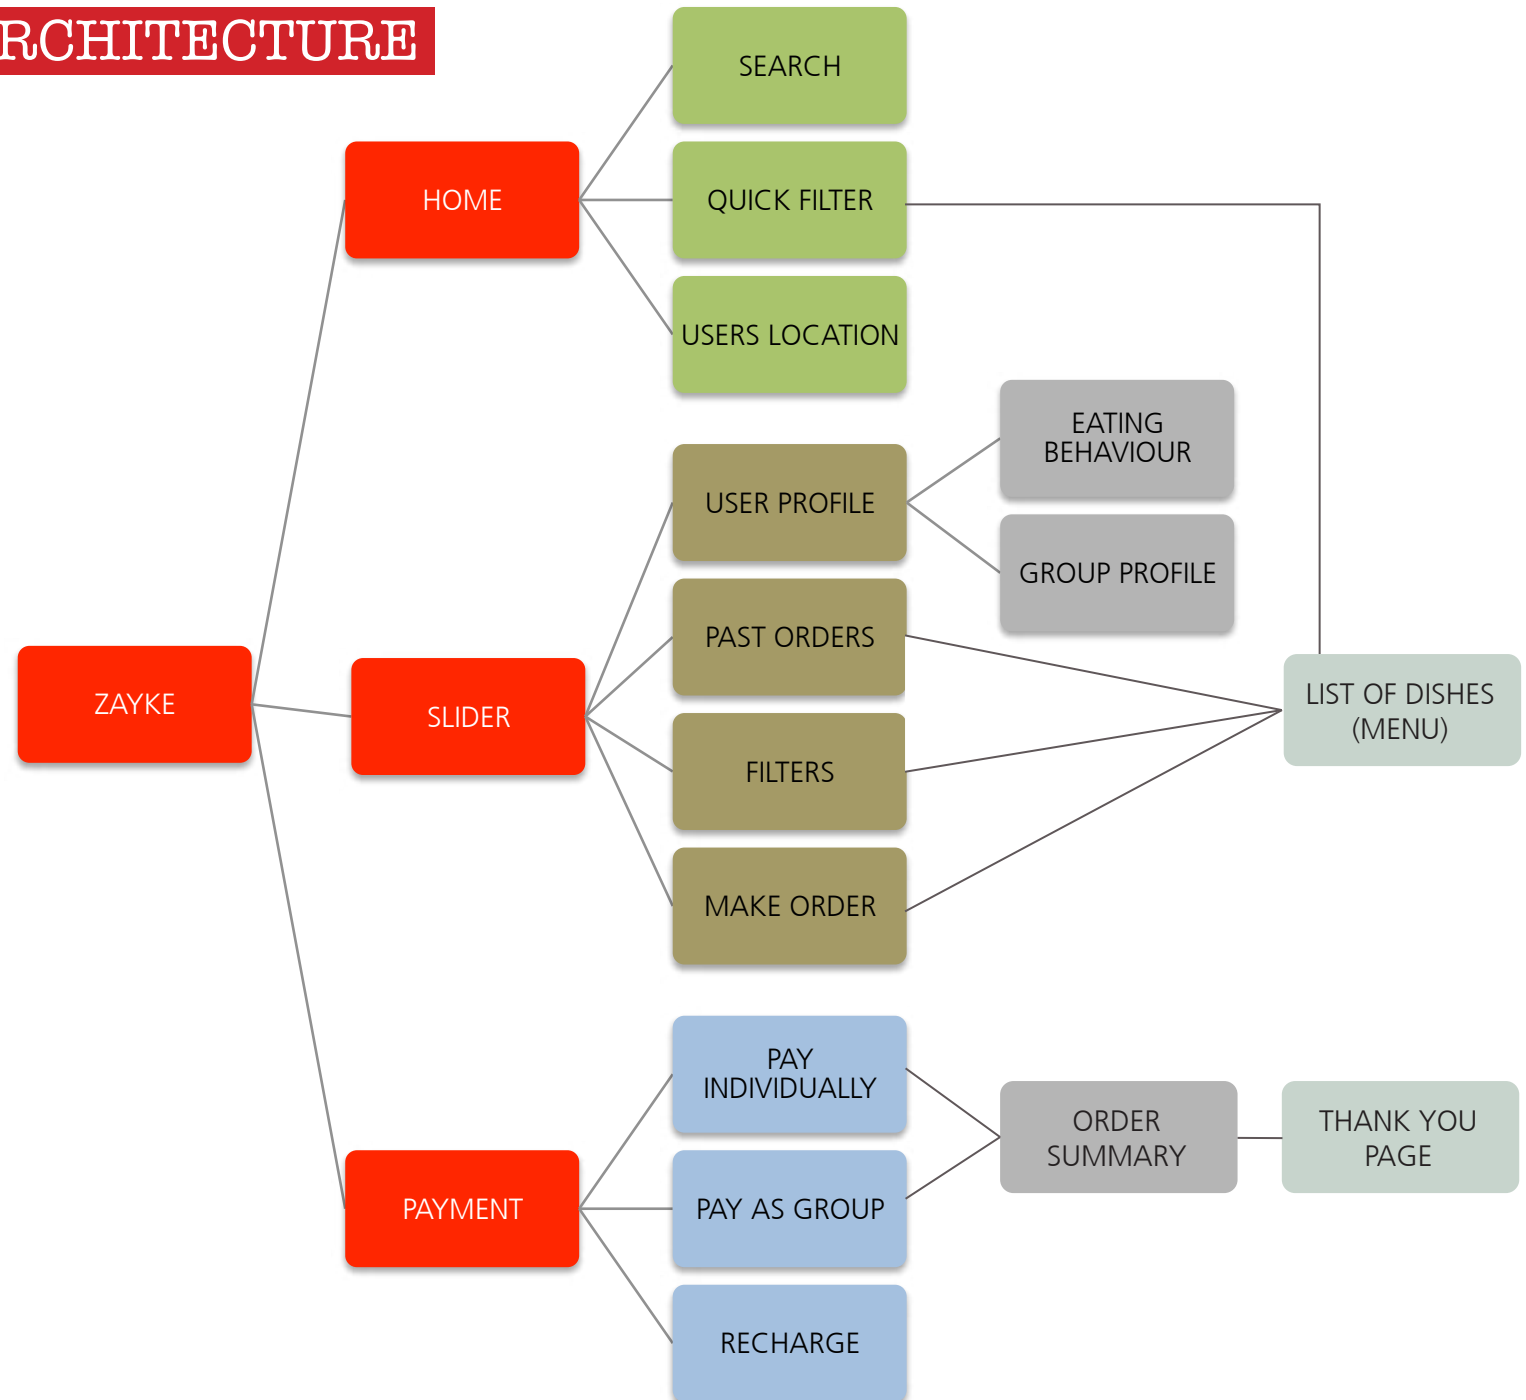 RCHITECTURE
SEARCH
HOME
QUICK FILTER
USERS LOCATION
EATING
BEHAVIOUR
USER PROFILE
GROUP PROFILE
PAST ORDERS
ZAYKE
SLIDER
LIST OF DISHES
(MENU)
FILTERS
MAKE ORDER
PAY
INDIVIDUALLY
ORDER
SUMMARY
THANK YOU
PAGE
PAYMENT
PAY AS GROUP
RECHARGE